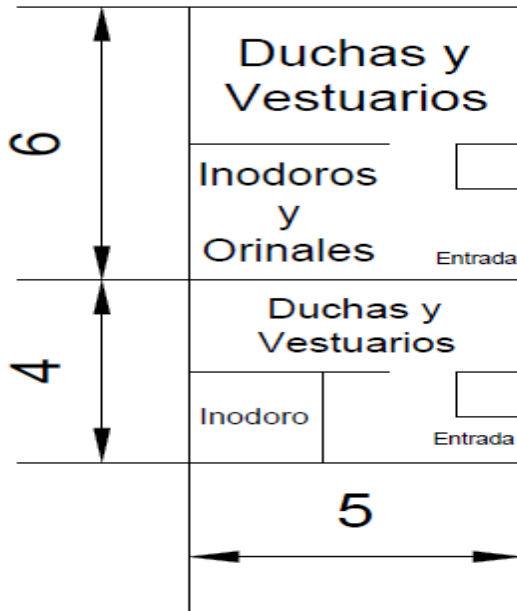 Duchas y
Vestuarios
6
Inodoros
y
Orinales
Entrada
Duchas y
Vestuarios
4
Inodoro
Entrada
5